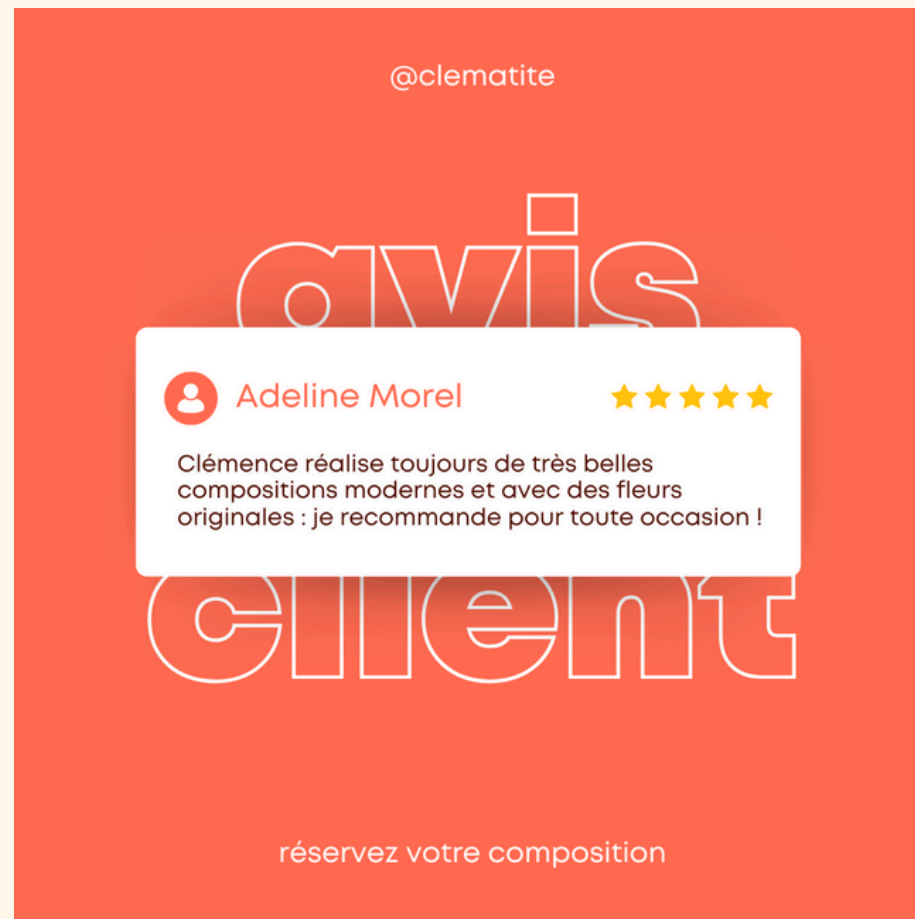 @clematite
avis
Adeline Morel
Clémence réalise toujours de très belles
compositions modernes et avec des fleurs
originales : je recommande pour toute occasion !
client
réservez votre composition